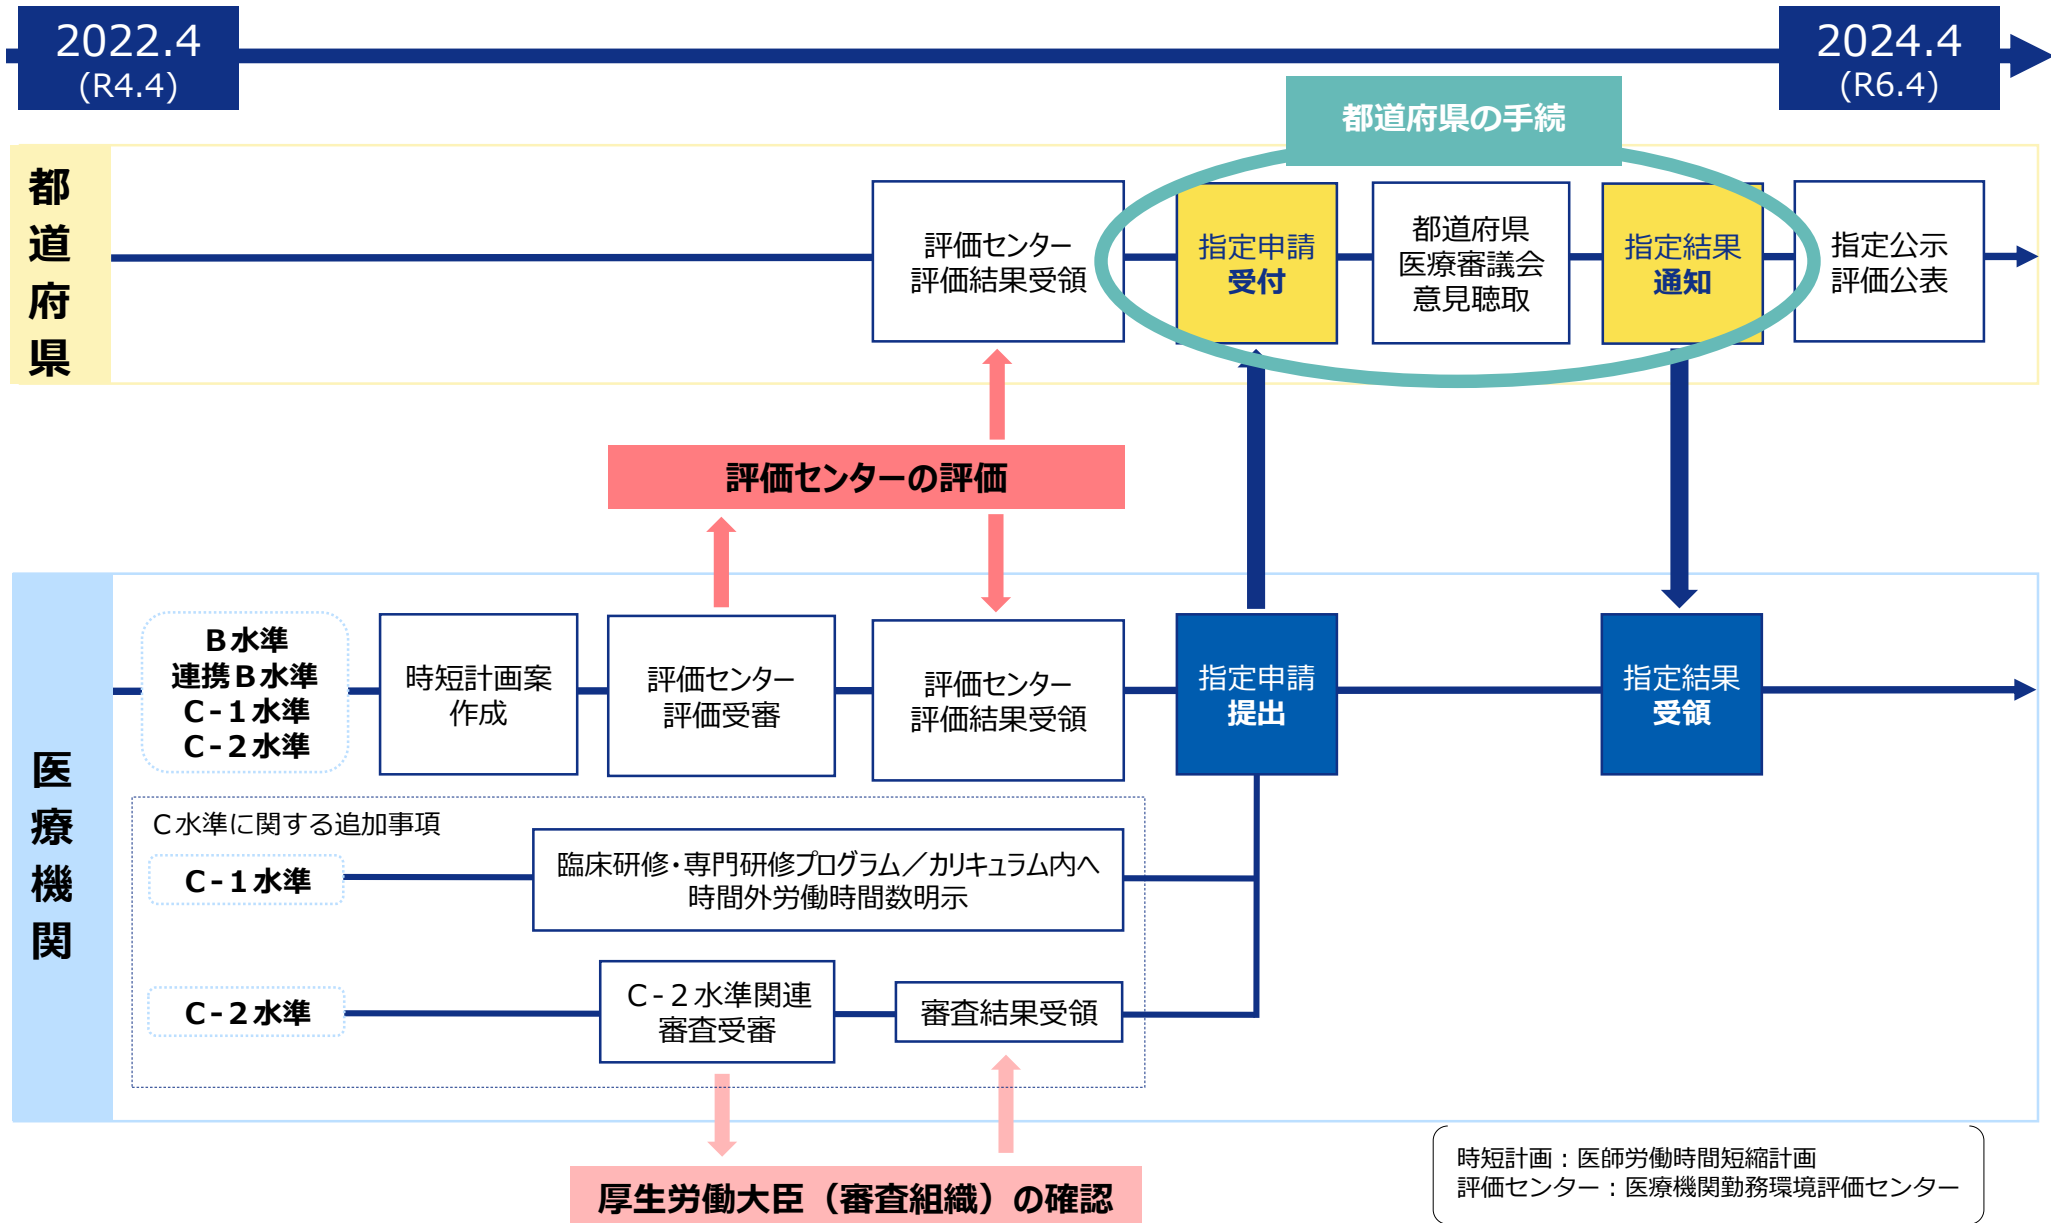 2022.4
(R4.4)
2024.4
(R6.4)
都道府県の手続
都道府県
評価センター
評価結果受領
指定申請
受付
都道府県
医療審議会
意見聴取
指定結果
通知
指定公示
評価公表
評価センターの評価
医療機関
B水準
連携B水準
C-1水準
C-2水準
時短計画案
作成
評価センター
評価受審
評価センター
評価結果受領
指定申請
提出
指定結果
受領
C水準に関する追加事項
C-1水準
臨床研修・専門研修プログラム／カリキュラム内へ
時間外労働時間数明示
C-2水準
C-2水準関連
審査受審
審査結果受領
厚生労働大臣（審査組織）の確認
時短計画：医師労働時間短縮計画
評価センター：医療機関勤務環境評価センター